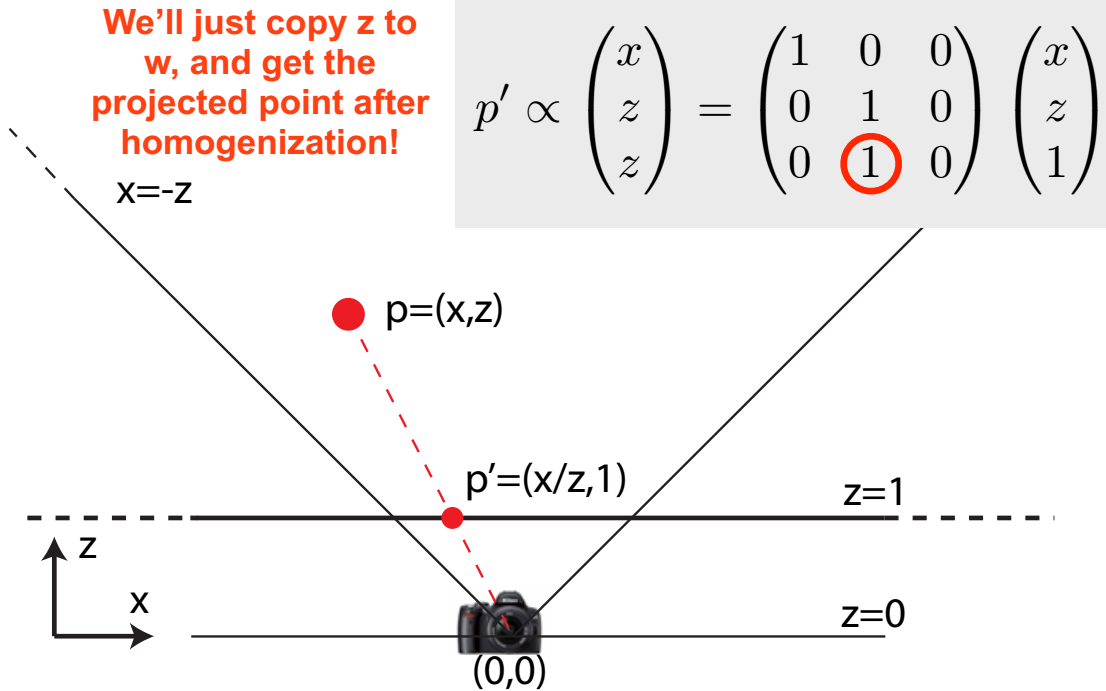 We’ll just copy z to
w, and get the
projected point after
homogenization!
p′ ∝ (x z z) = (1 0 0 0 1 0 0 1 0) (x z 1)
x=-z
p=(x,z)
p’=(x/z,1)
z=1
z
x
z=0
(0,0)